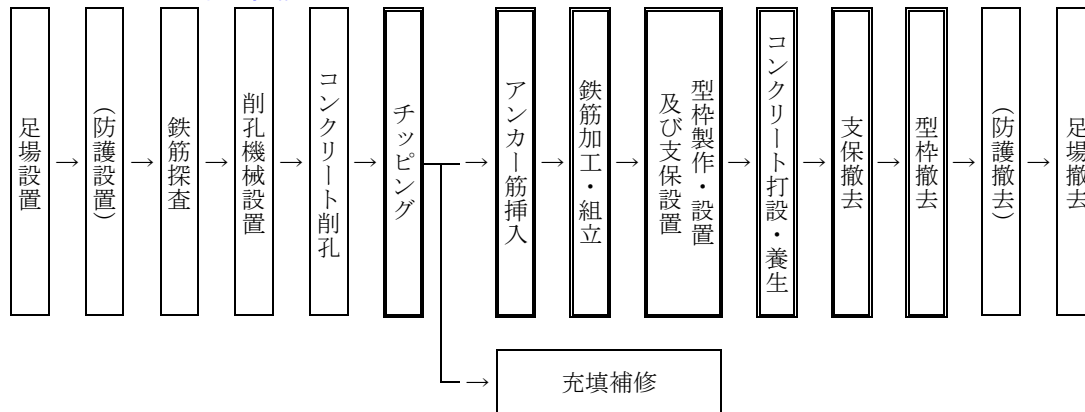 足場設置
→
（防護設置）
→
鉄筋探査
→
削孔機械設置
→
コンクリート削孔
→
チッピング
→
アンカー筋挿入
→
鉄筋加工・組立
→
型枠製作・設置
及び支保設置
→
コンクリート打設・養生
→
支保撤去
→
型枠撤去
→
（防護撤去）
→
足場撤去
→
充填補修